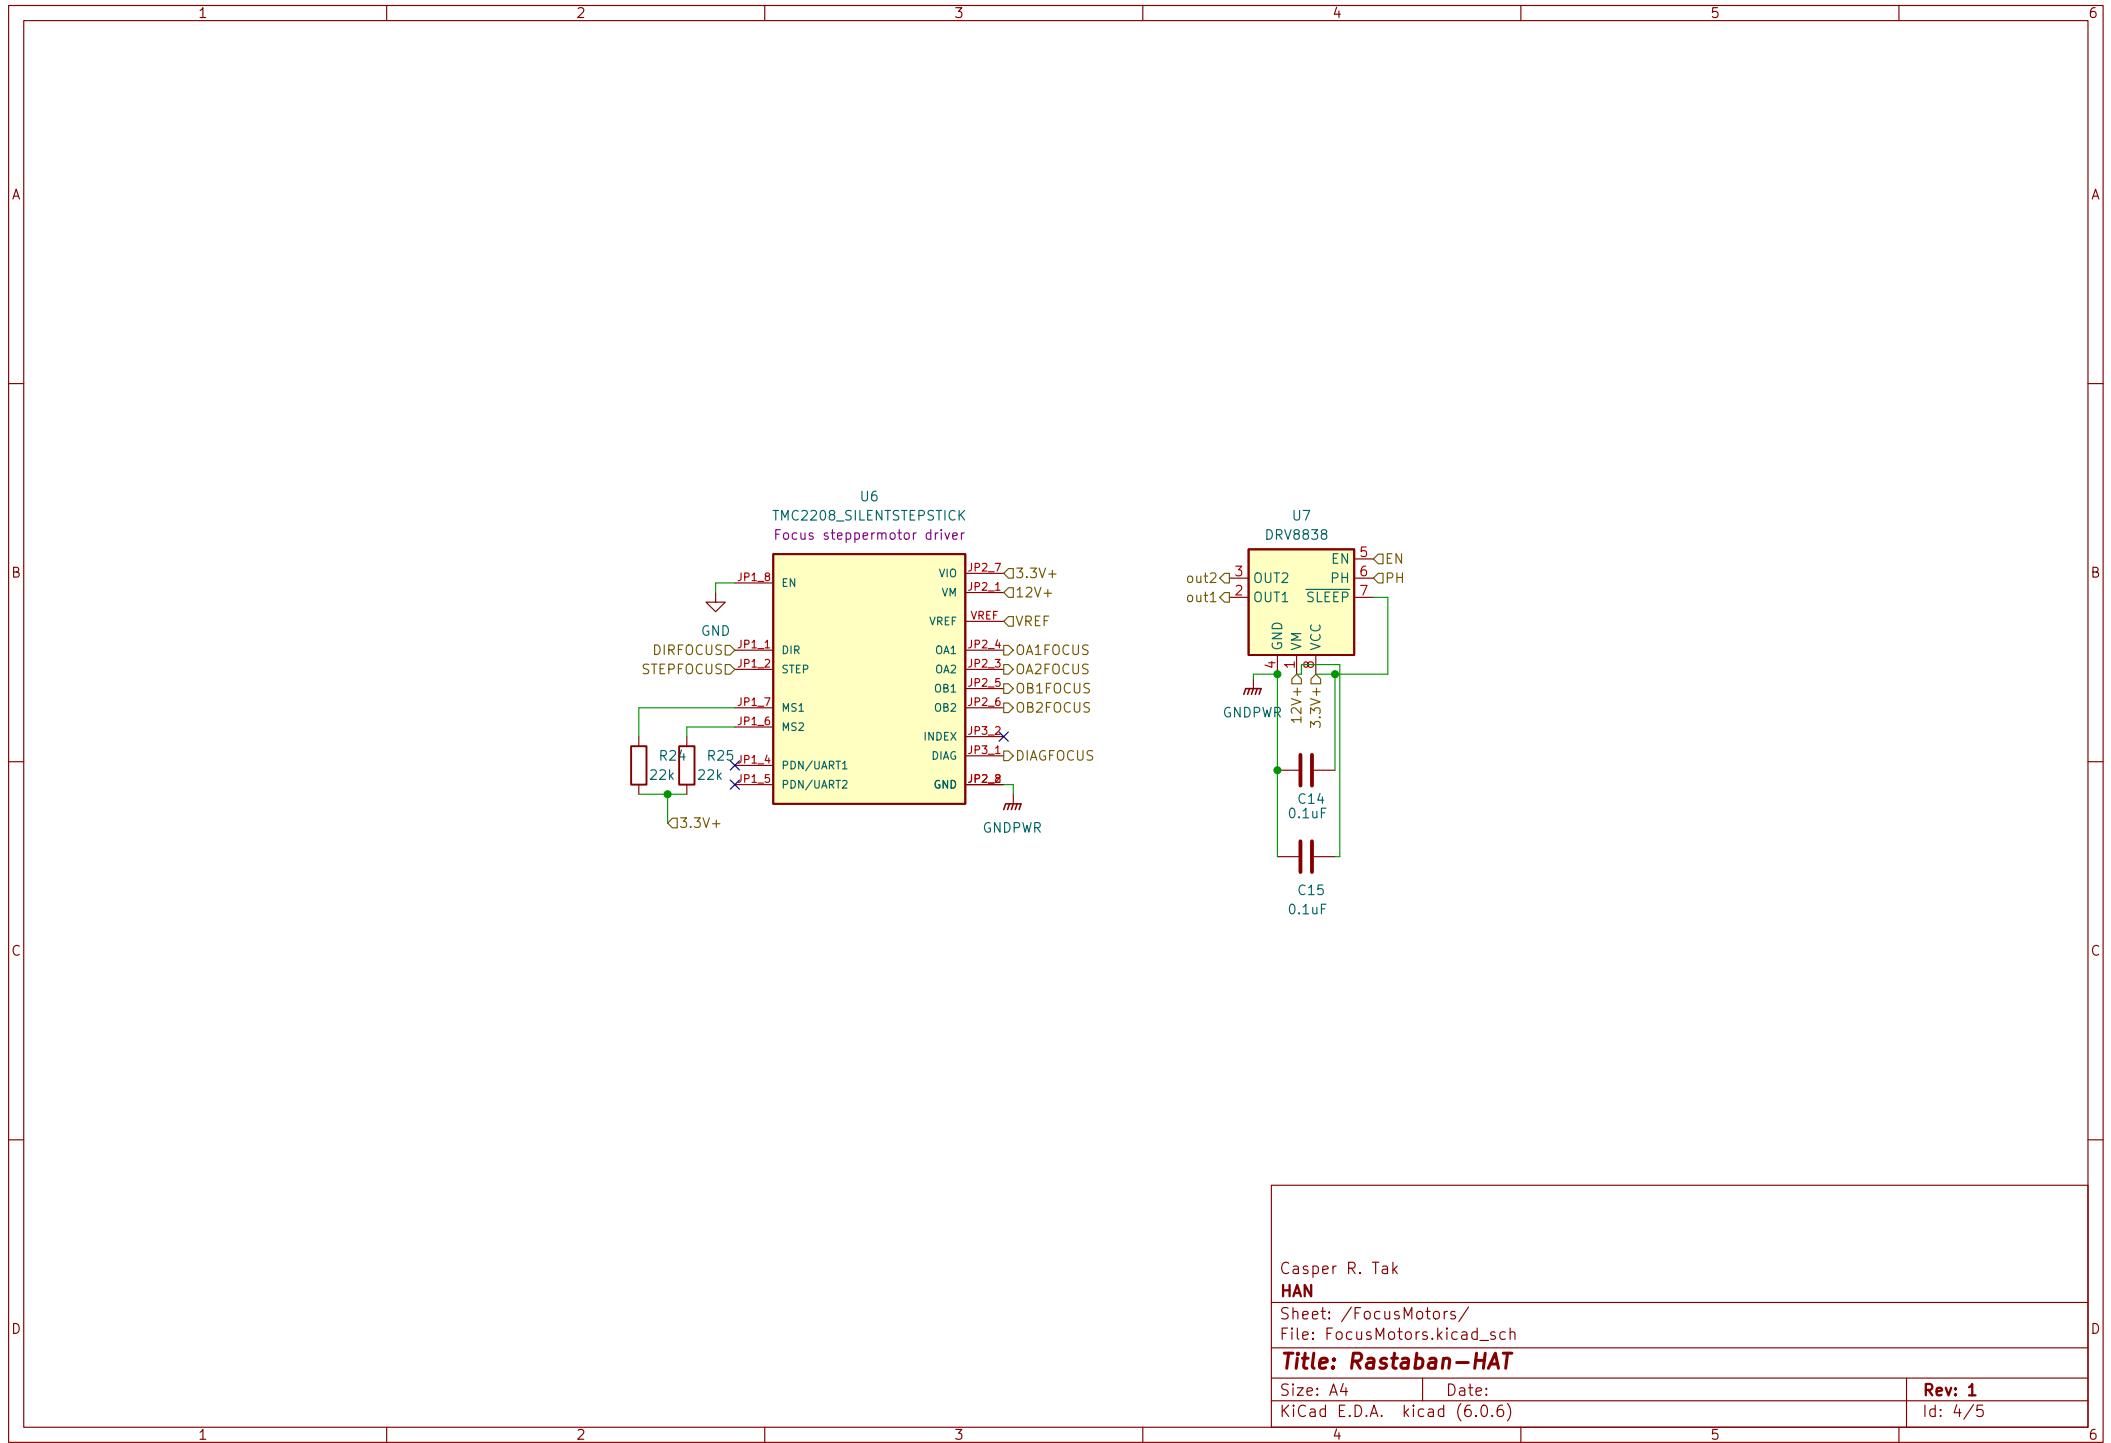 1 2 3 4 5 6
A A
B B
C C
D D
U6
TMC2208_SILENTSTEPSTICK
Focus steppermotor driver
JP1_8 EN
GND
DIRFOCUS JP1_1 DIR
STEPFOCUS JP1_2 STEP
JP1_7 MS1
JP1_6 MS2
JP1_4 PDN/UART1
JP1_5 PDN/UART2
R24
22k
R25
22k
3.3V+
VIO JP2_7 3.3V+
VM JP2_1 12V+
VREF VREF VREF
OA1 JP2_4 OA1FOCUS
OA2 JP2_3 OA2FOCUS
OB1 JP2_5 OB1FOCUS
OB2 JP2_6 OB2FOCUS
INDEX JP3_2
DIAG JP3_1 DIAGFOCUS
GND
GNDPWR
U7
DRV8838
EN 5 EN
out2 3 OUT2
PH 6 PH
out1 2 OUT1
SLEEP 7
GND 4
VM 1 12V+
VCC 8 3.3V+
GNDPWR
C14
0.1uF
C15
0.1uF
Casper R. Tak
HAN
Sheet: /FocusMotors/
File: FocusMotors.kicad_sch
Title: Rastaban-HAT
Size: A4 Date: Rev: 1
KiCad E.D.A. kicad (6.0.6) Id: 4/5
1 2 3 4 5 6